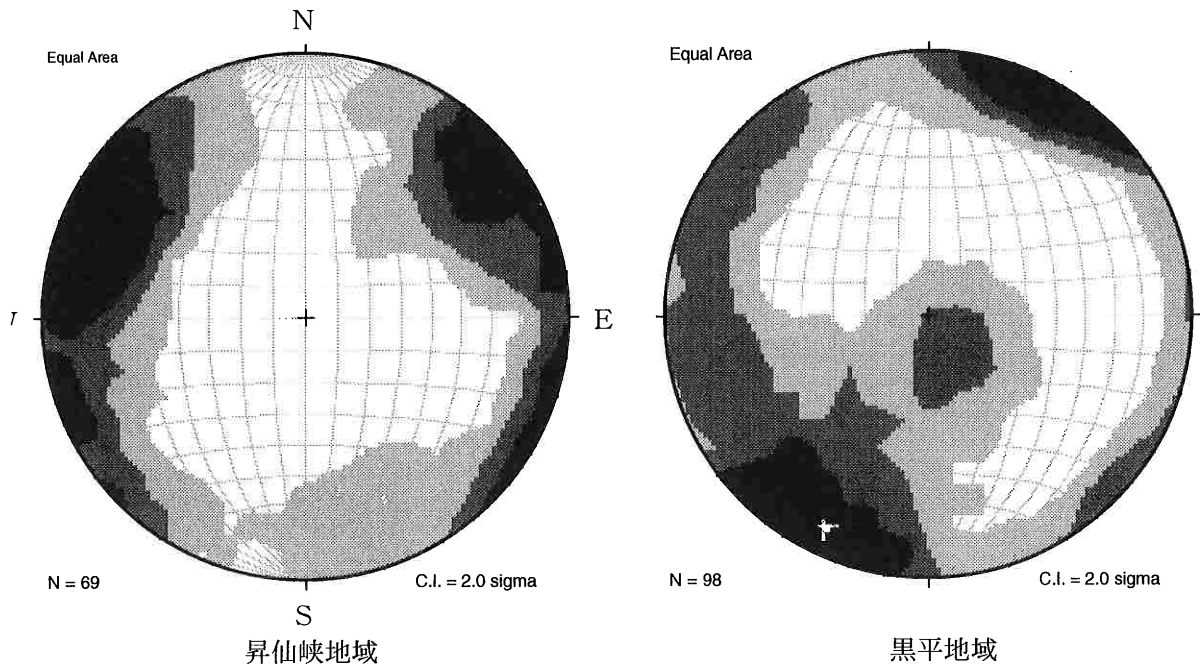 N
Equal Area
E
N = 69
C.I. = 2.0 sigma
S
昇仙峡地域
Equal Area
N = 98
C.I. = 2.0 sigma
黒平地域